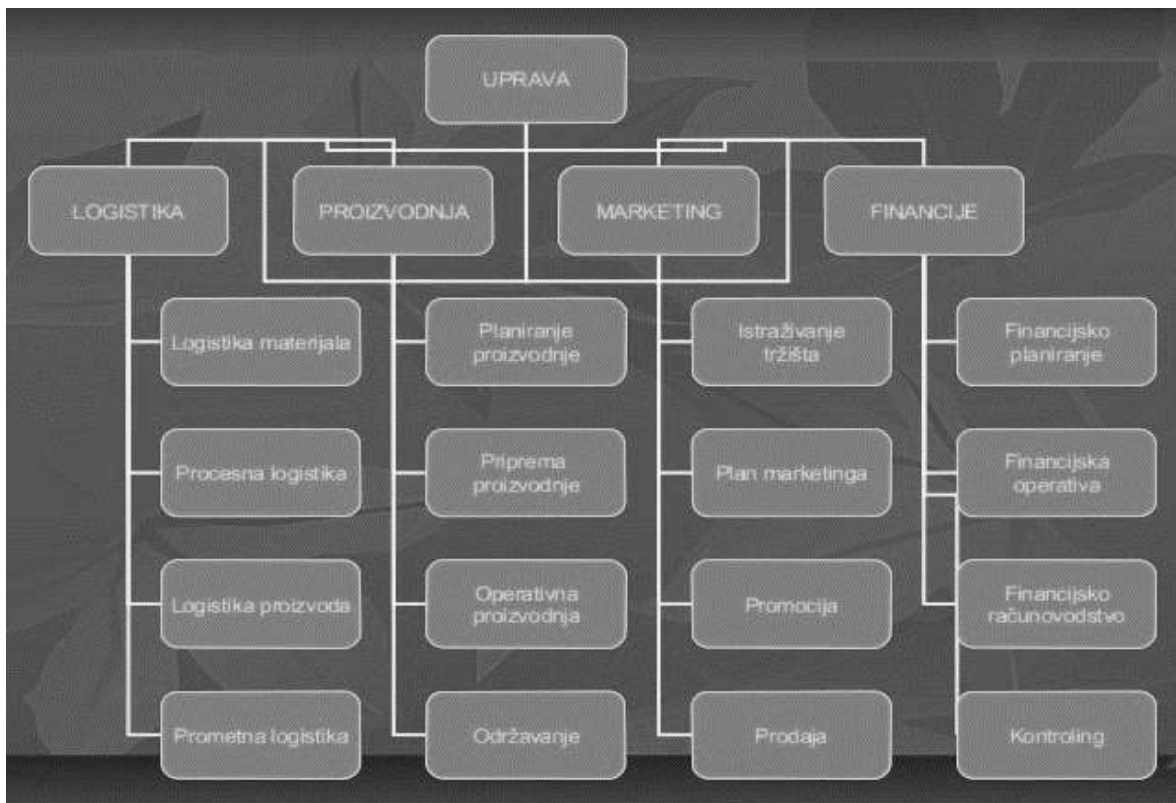 UPRAVA
LOGISTIKA
PROIZVODNJA
MARKETING
FINANCIJE
Logistika materijala
Planiranje
proizvodnje
Istraživanje
tržišta
Financijsko
planiranje
Procesna logistika
Priprema
proizvodnje
Plan marketinga
Financijska
operativa
Logistika proizvoda
Operativna
proizvodnja
Promocija
Financijsko
računovodstvo
Prometna logistika
Održavanje
Prodaja
Kontroling